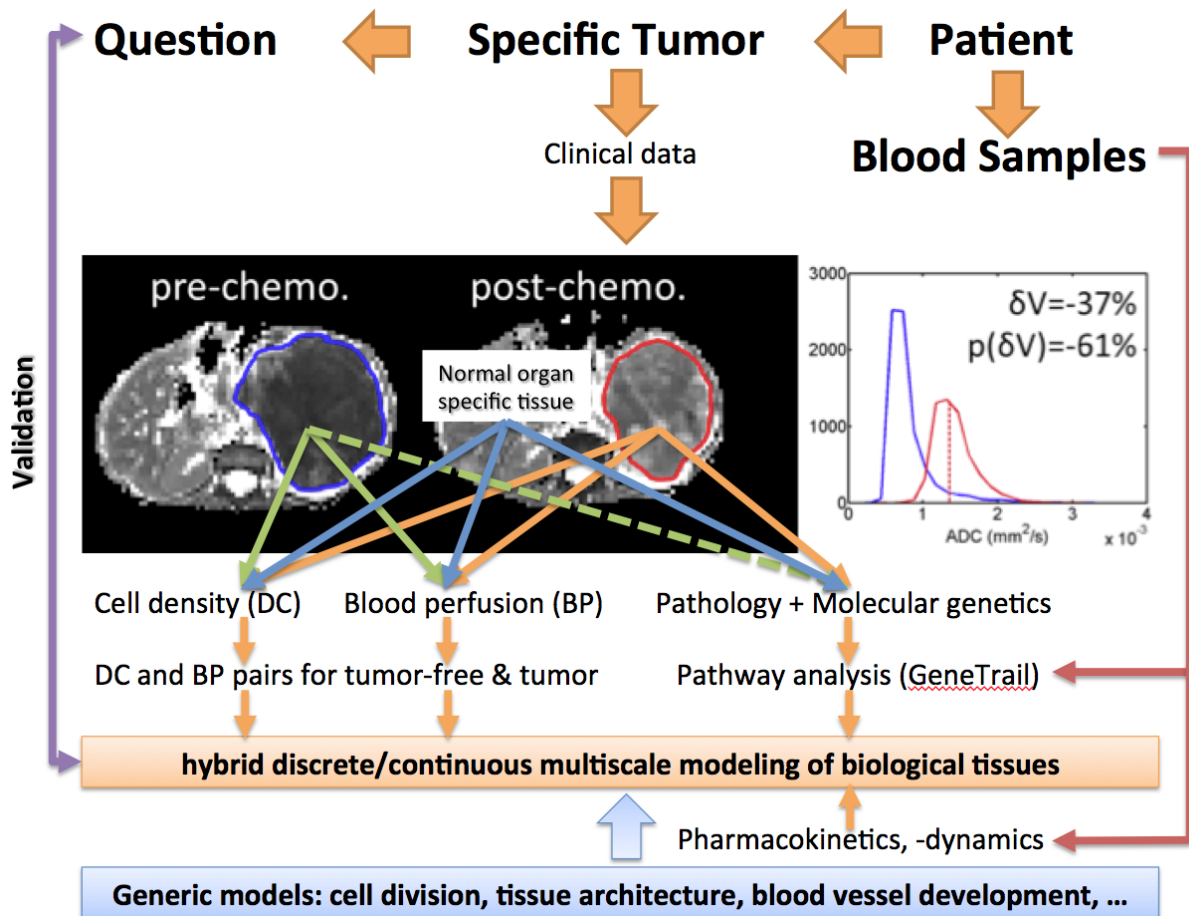 Question
Specific Tumor
Patient
Clinical data
Blood Samples
Validation
pre-chemo.
post-chemo.
Normal organ
specific tissue
3000
2000
1000
0
δV=-37%
p(δV)=-61%
0 1 2 3 4
ADC (mm²/s)
x 10⁻³
Cell density (DC)
Blood perfusion (BP)
Pathology + Molecular genetics
DC and BP pairs for tumor-free & tumor
Pathway analysis (GeneTrail)
hybrid discrete/continuous multiscale modeling of biological tissues
Pharmacokinetics, -dynamics
Generic models: cell division, tissue architecture, blood vessel development, ...